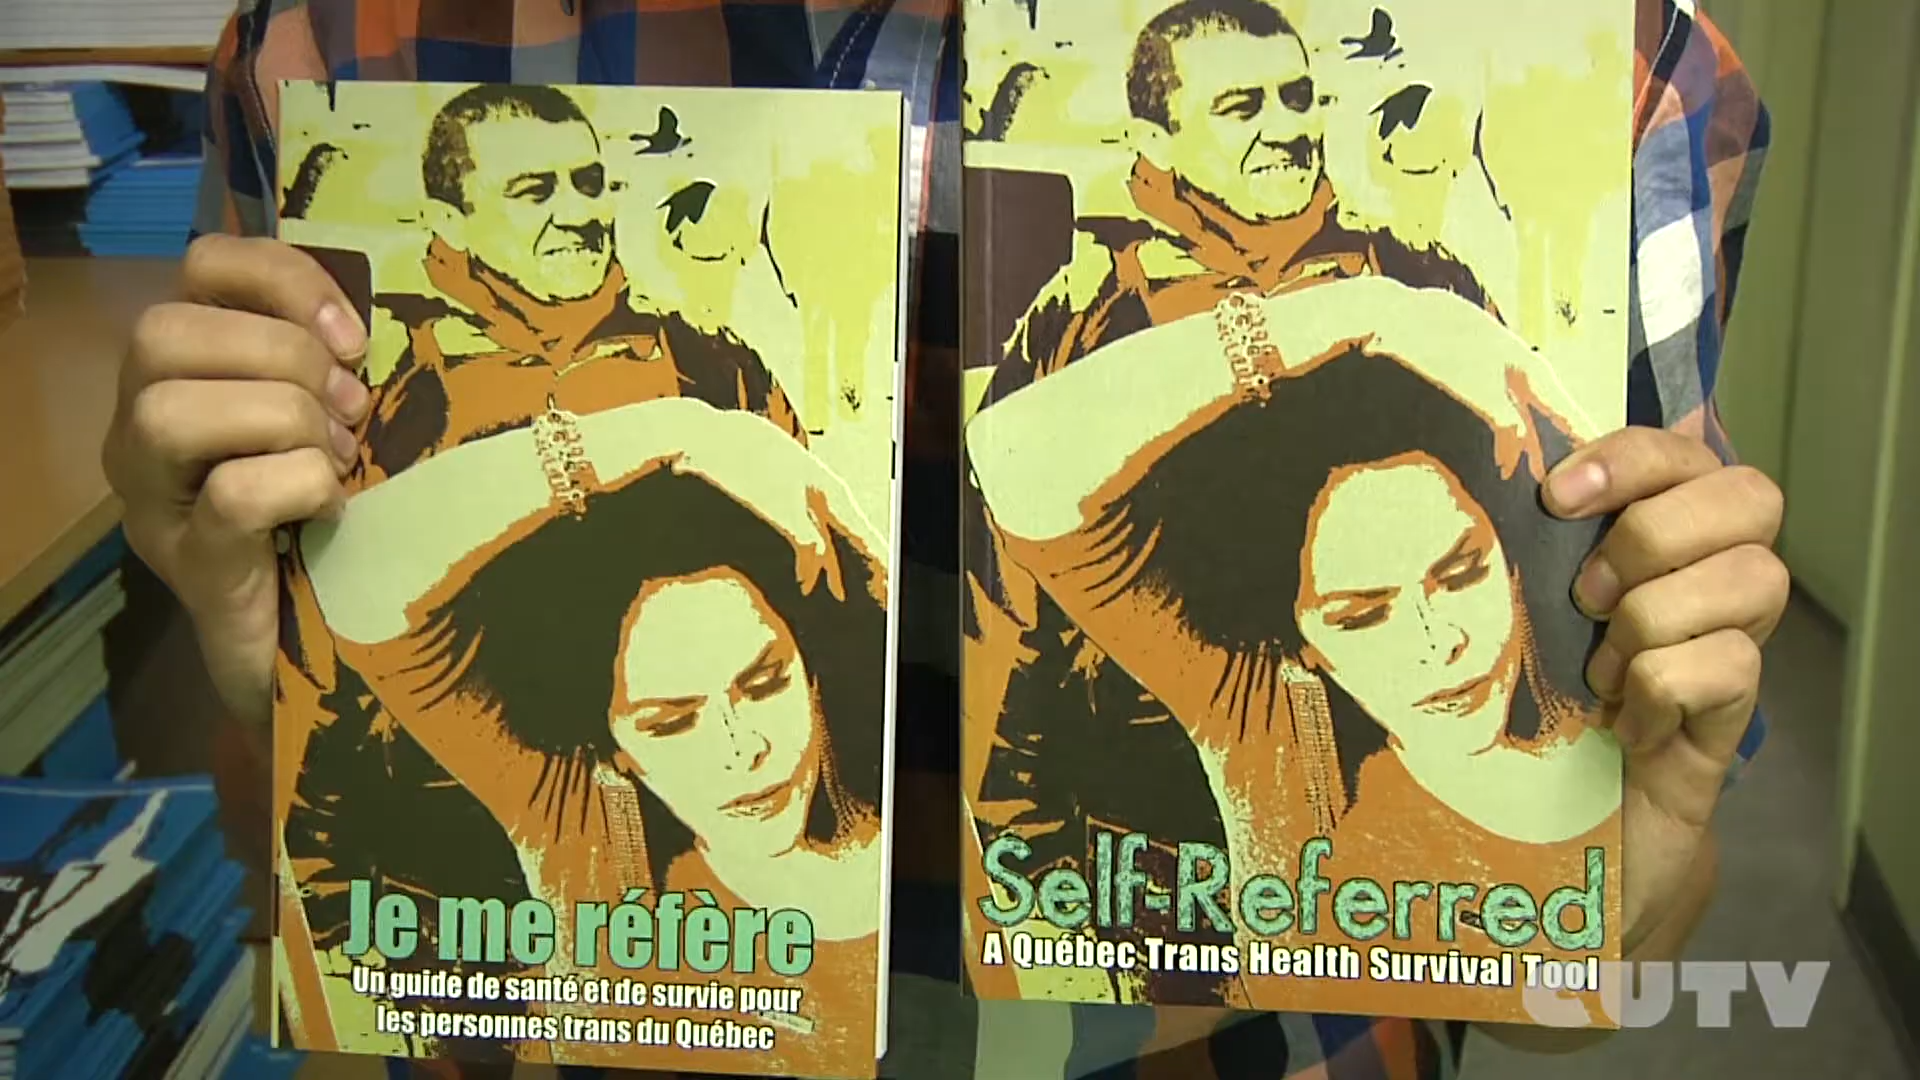 Je me réfère
Un guide de santé et de survie pour
les personnes trans du Québec
Self-Referred
A Québec Trans Health Survival Tool
CUTV